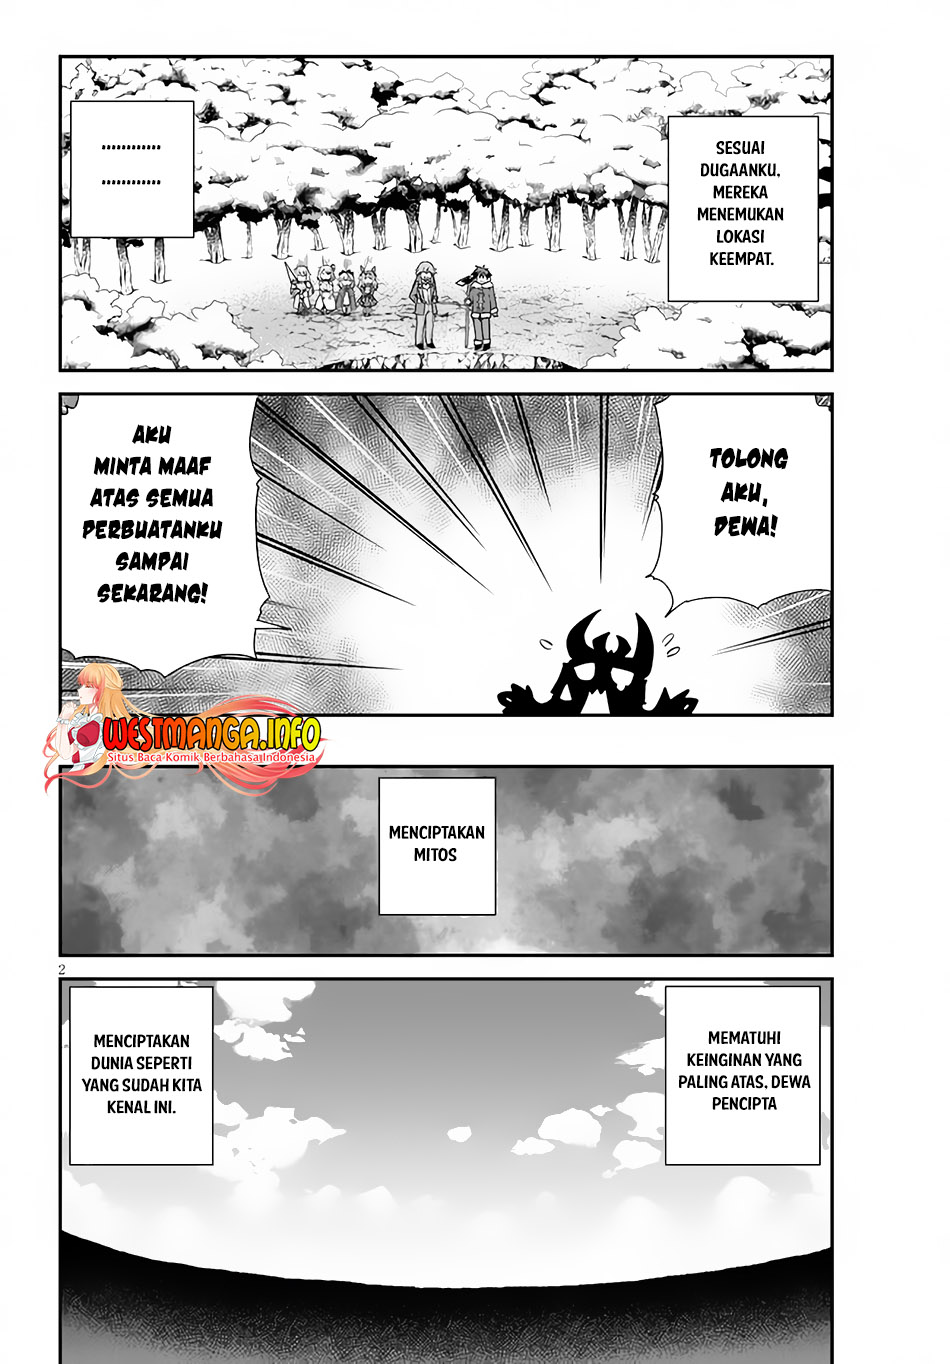 SESUAI
DUGAANKU,
MEREKA
MENEMUKAN
LOKASI
KEEMPAT.
............
............
TOLONG
AKU,
DEWA!
AKU
MINTA MAAF
ATAS SEMUA
PERBUATANKU
SAMPAI
SEKARANG!
WESTMANGA.INFO
Situs Baca Komik Berbahasa Indonesia
MENCIPTAKAN
MITOS
2
MEMATUHI
KEINGINAN YANG
PALING ATAS, DEWA
PENCIPTA
MENCIPTAKAN
DUNIA SEPERTI
YANG SUDAH KITA
KENAL INI.